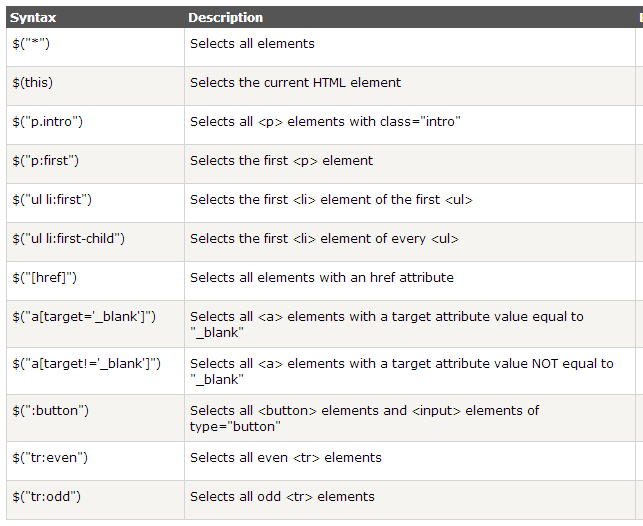 Syntax Description
$("*") Selects all elements
$(this) Selects the current HTML element
$("p.intro") Selects all <p> elements with class="intro"
$("p:first") Selects the first <p> element
$("ul li:first") Selects the first <li> element of the first <ul>
$("ul li:first-child") Selects the first <li> element of every <ul>
$("[href]") Selects all elements with an href attribute
$("a[target='_blank']") Selects all <a> elements with a target attribute value equal to
"_blank"
$("a[target!='_blank']") Selects all <a> elements with a target attribute value NOT equal to
"_blank"
$(":button") Selects all <button> elements and <input> elements of
type="button"
$("tr:even") Selects all even <tr> elements
$("tr:odd") Selects all odd <tr> elements